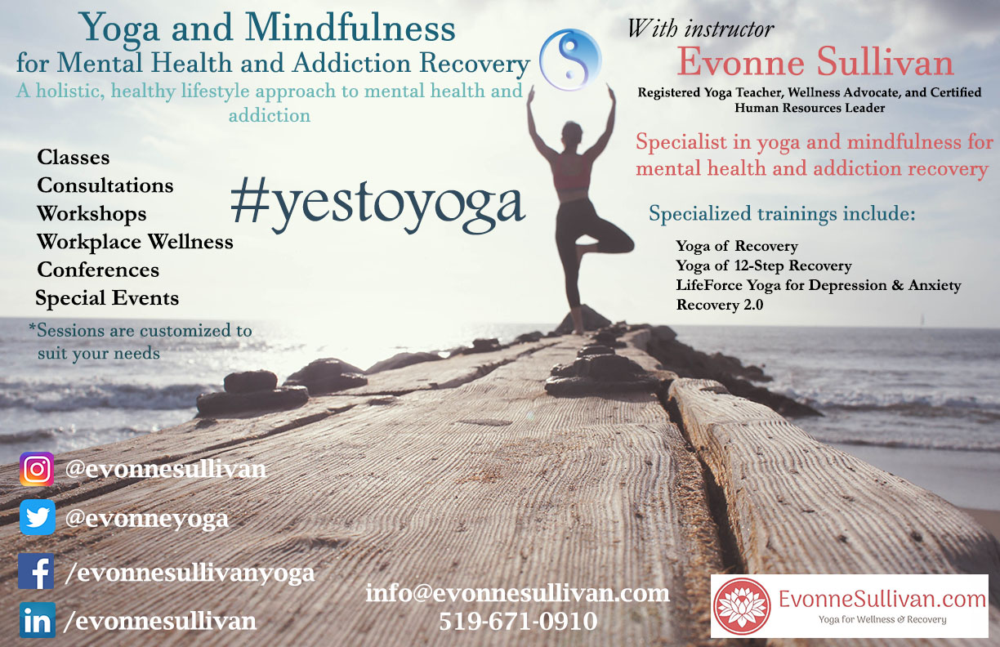 Yoga and Mindfulness
for Mental Health and Addiction Recovery
A holistic, healthy lifestyle approach to mental health and
addiction
With instructor
Evonne Sullivan
Registered Yoga Teacher, Wellness Advocate, and Certified
Human Resources Leader
Specialist in yoga and mindfulness for
mental health and addiction recovery
Classes
Consultations
Workshops
Workplace Wellness
Conferences
Special Events
*Sessions are customized to
suit your needs
#yestoyoga
Specialized trainings include:
Yoga of Recovery
Yoga of 12-Step Recovery
LifeForce Yoga for Depression & Anxiety
Recovery 2.0
@evonnesullivan
@evonneyoga
/evonnesullivanyoga
in /evonnesullivan
info@evonnesullivan.com
519-671-0910
EvonneSullivan.com
Yoga for Wellness & Recovery